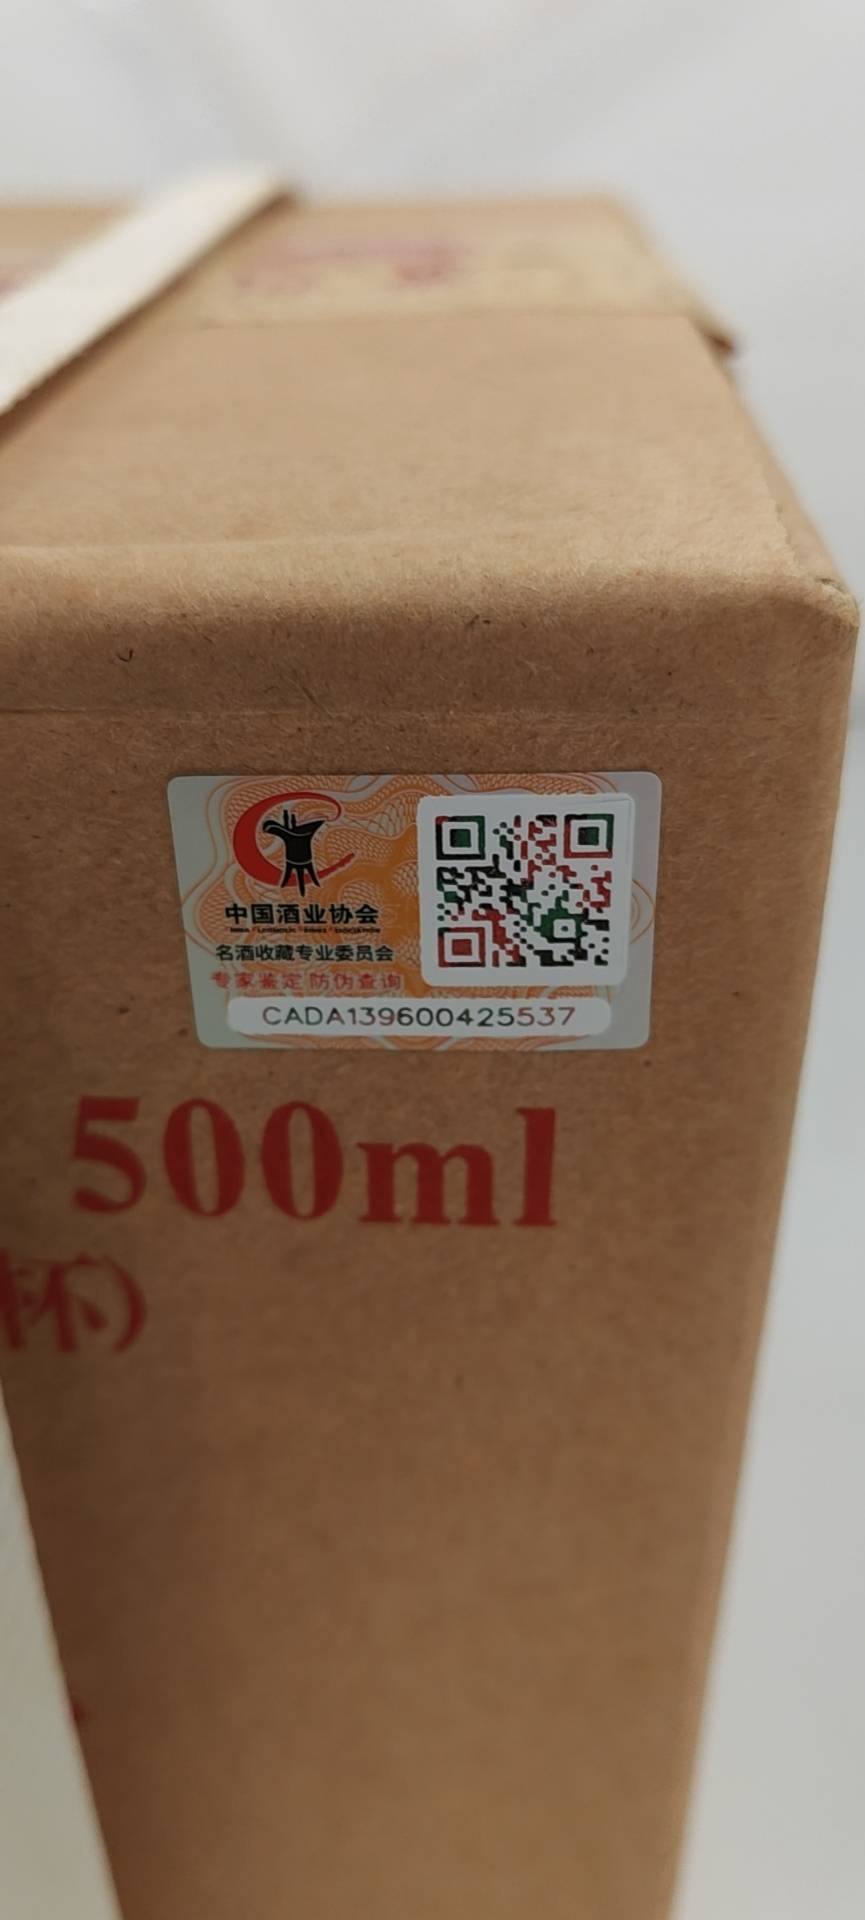 中国酒业协会
名酒收藏专业委员会
专家鉴定 防伪查询
CADA139600425537
500ml
杯)